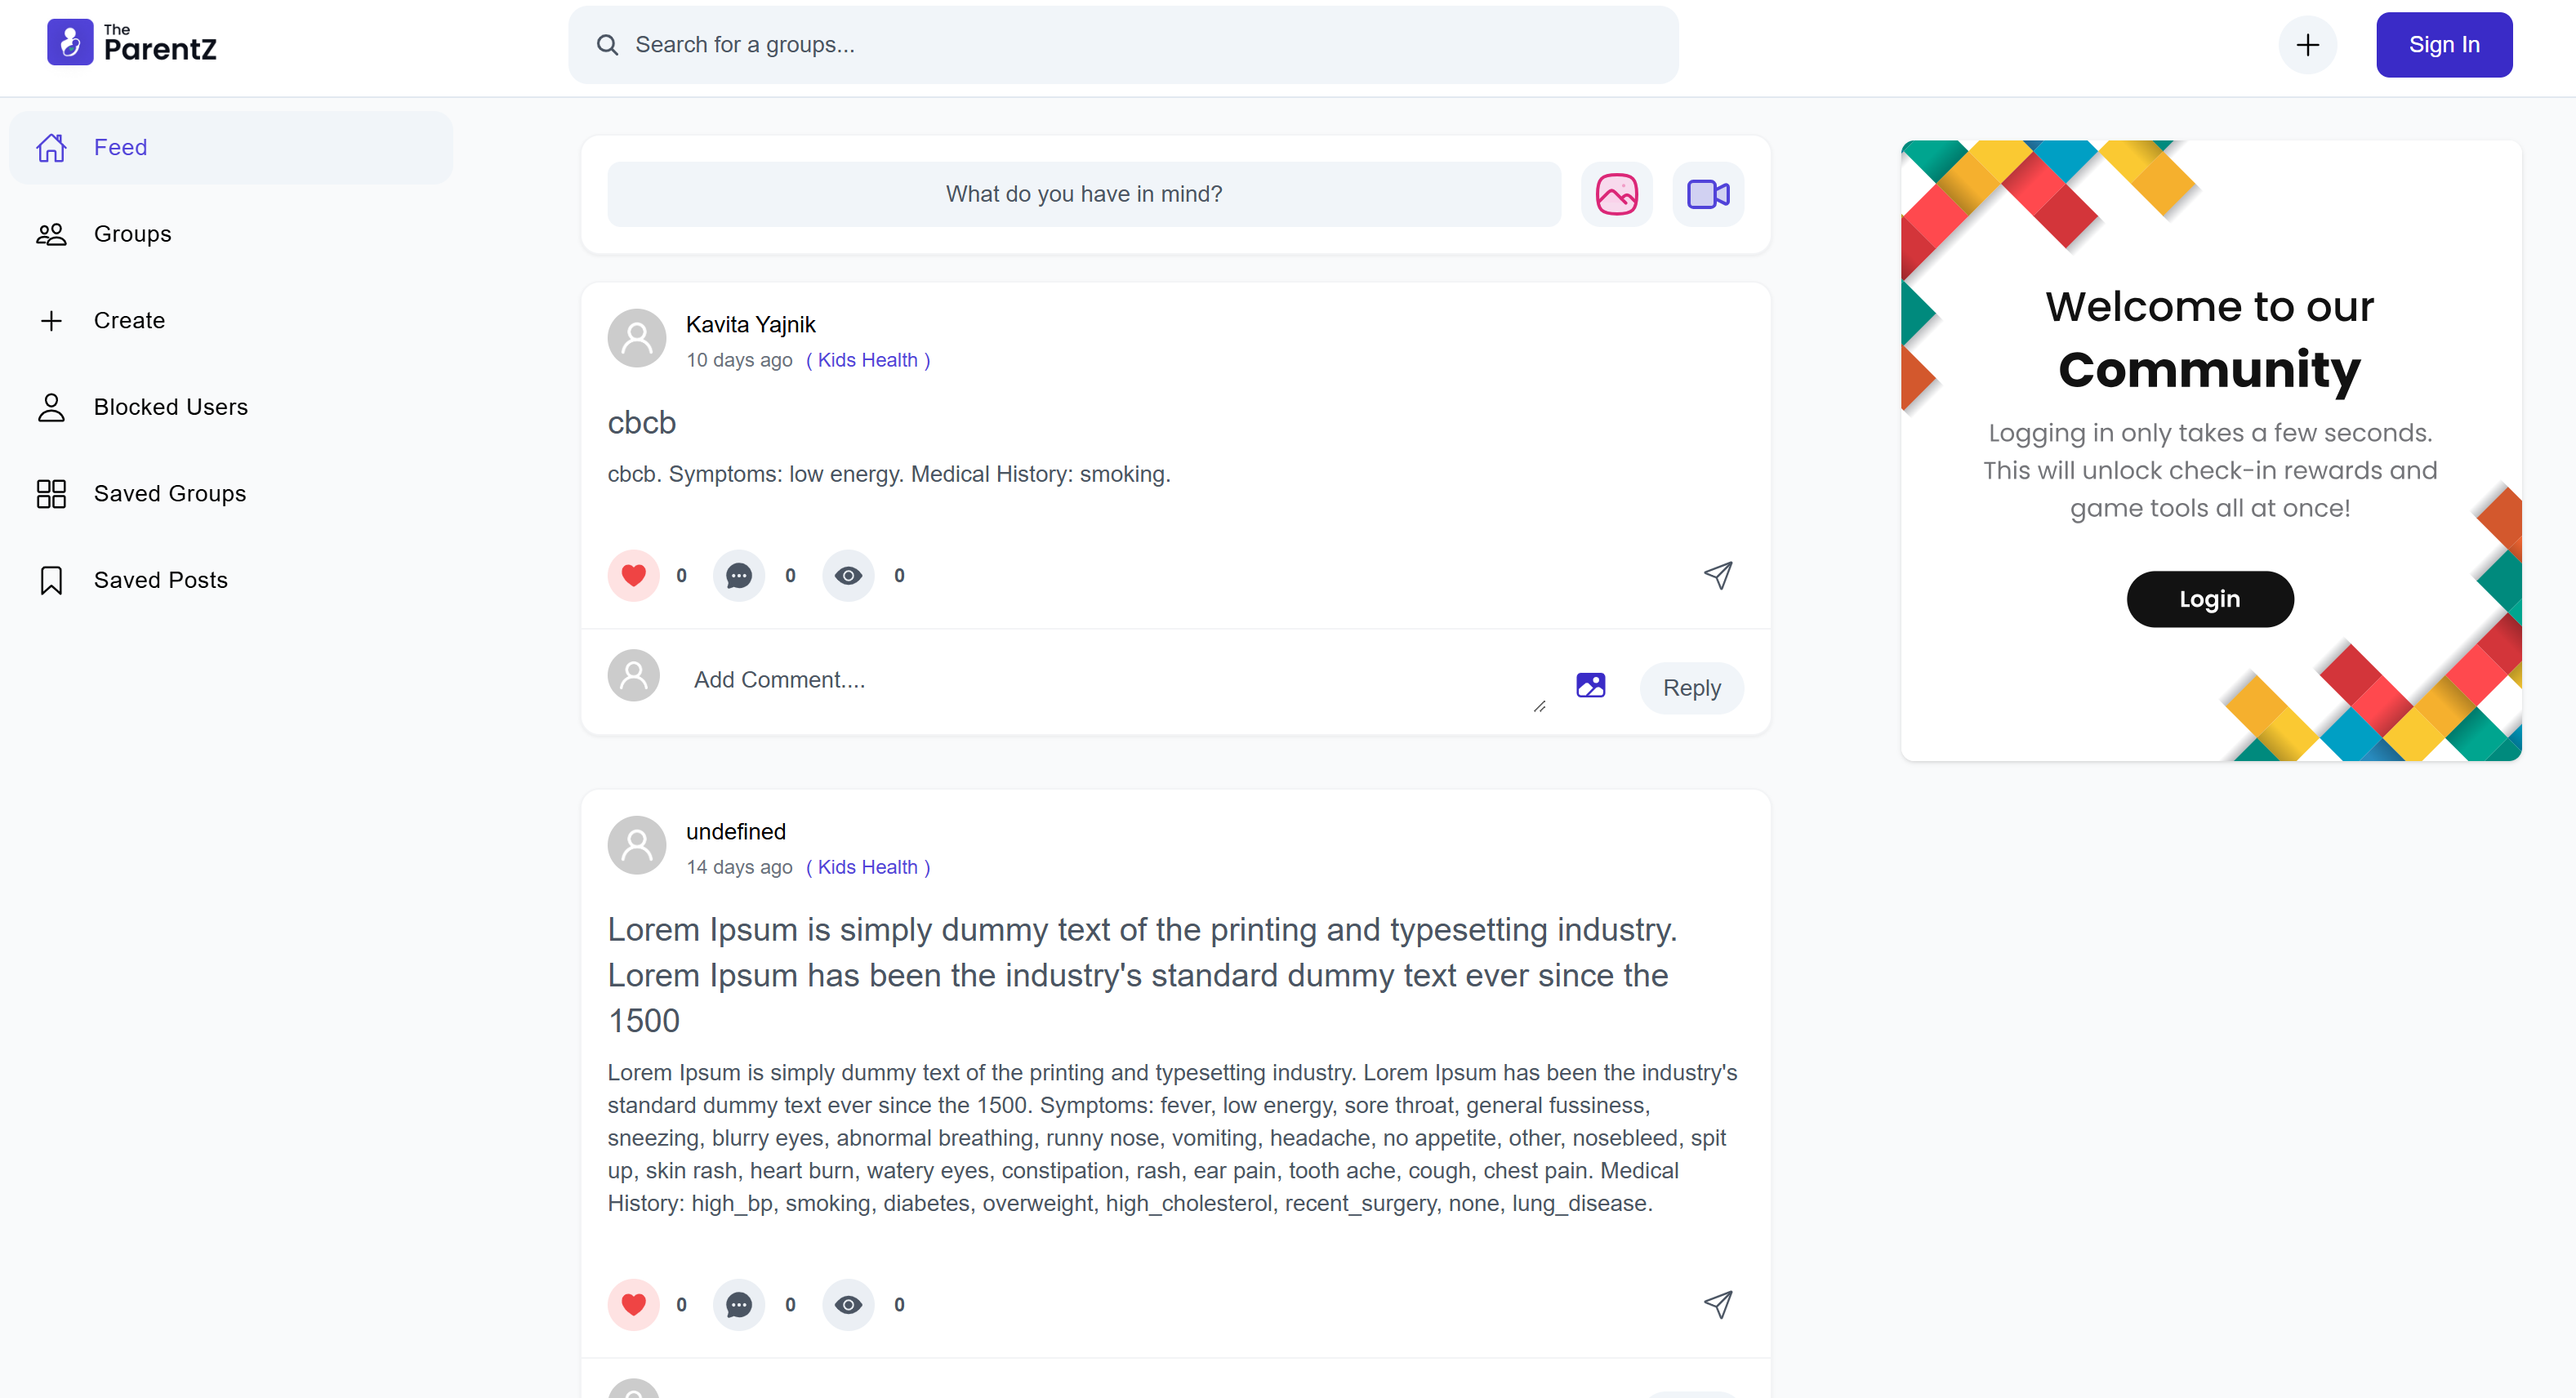 The
ParentZ
Search for a groups...
Sign In
Feed
Groups
Create
Blocked Users
Saved Groups
Saved Posts
What do you have in mind?
Kavita Yajnik
10 days ago ( Kids Health )
cbcb
cbcb. Symptoms: low energy. Medical History: smoking.
0 0 0
Add Comment....
Reply
undefined
14 days ago ( Kids Health )
Lorem Ipsum is simply dummy text of the printing and typesetting industry.
Lorem Ipsum has been the industry's standard dummy text ever since the
1500
Lorem Ipsum is simply dummy text of the printing and typesetting industry. Lorem Ipsum has been the industry's
standard dummy text ever since the 1500. Symptoms: fever, low energy, sore throat, general fussiness,
sneezing, blurry eyes, abnormal breathing, runny nose, vomiting, headache, no appetite, other, nosebleed, spit
up, skin rash, heart burn, watery eyes, constipation, rash, ear pain, tooth ache, cough, chest pain. Medical
History: high_bp, smoking, diabetes, overweight, high_cholesterol, recent_surgery, none, lung_disease.
0 0 0
Welcome to our
Community
Logging in only takes a few seconds.
This will unlock check-in rewards and
game tools all at once!
Login